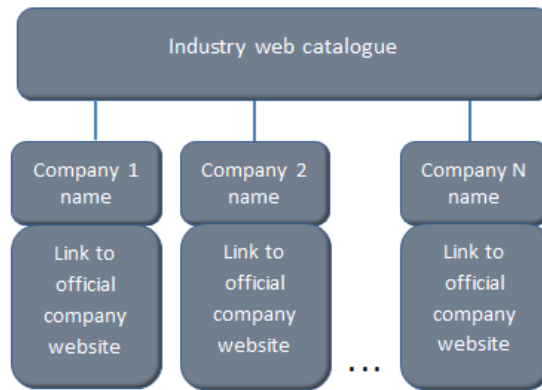 Industry web catalogue
Company 1
name
Company 2
name
Company N
name
Link to
official
company
website
Link to
official
company
website
...
Link to
official
company
website